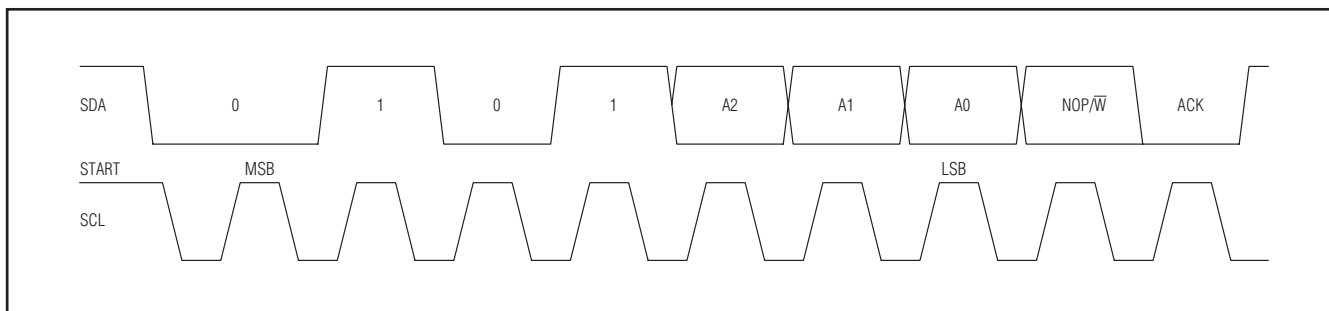 SDA 0 1 0 1 A2 A1 A0 NOP/W̅ ACK
START MSB LSB
SCL